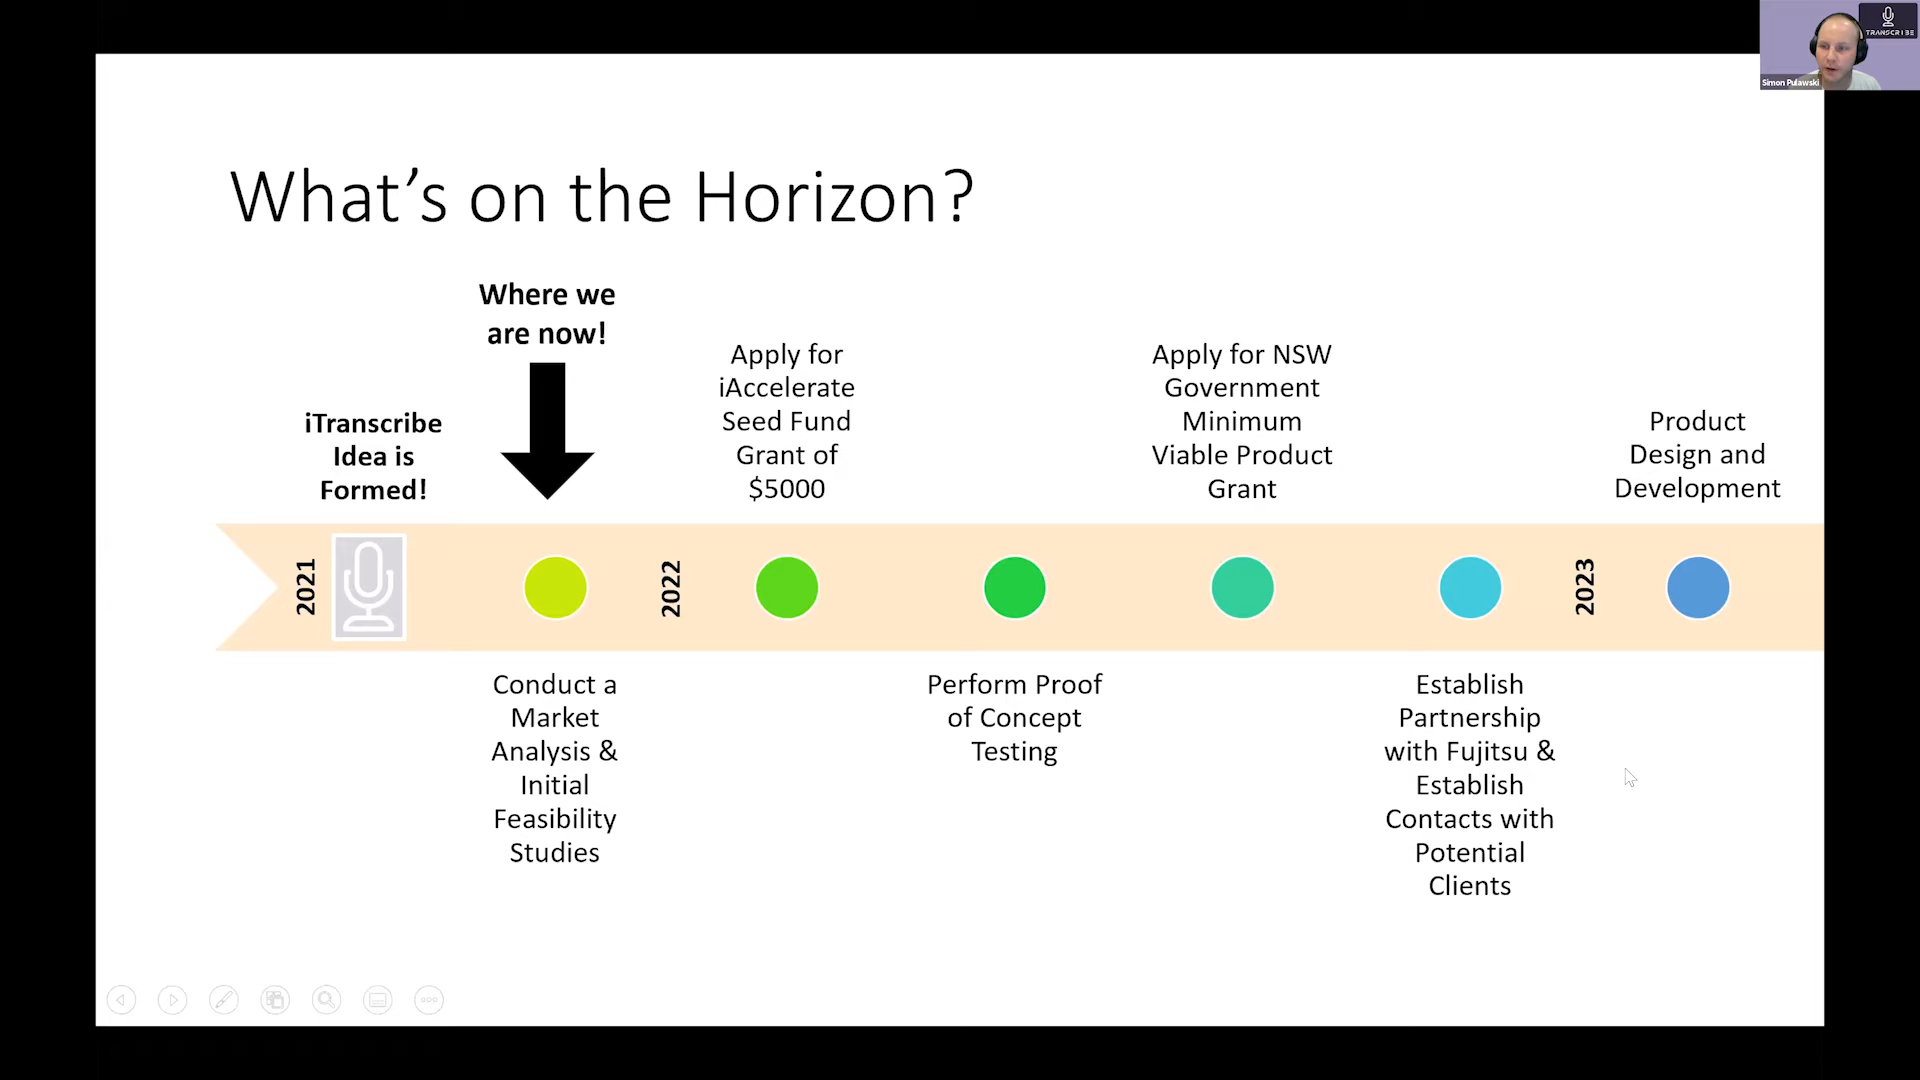 TRANSCRIBE
Simon Pulawski
What's on the Horizon?
Where we
are now!
iTranscribe
Idea is
Formed!
Apply for
iAccelerate
Seed Fund
Grant of
$5000
Apply for NSW
Government
Minimum
Viable Product
Grant
Product
Design and
Development
2021
2022
2023
Conduct a
Market
Analysis &
Initial
Feasibility
Studies
Perform Proof
of Concept
Testing
Establish
Partnership
with Fujitsu &
Establish
Contacts with
Potential
Clients